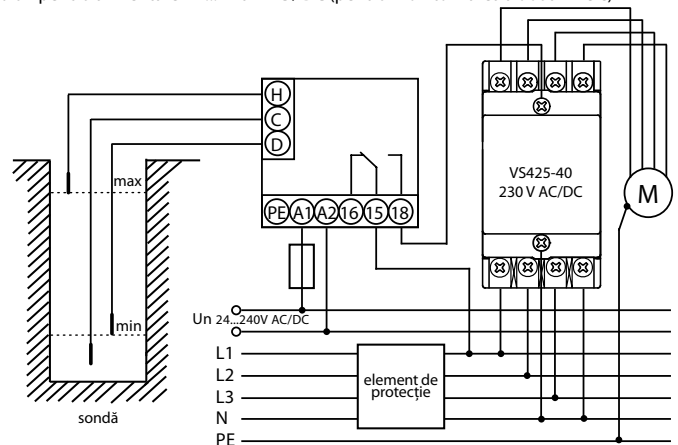 H
C
D
max
min
sondă
PE A1 A2 16 15 18
VS425-40
230 V AC/DC
M
Un 24...240V AC/DC
L1
L2
L3
N
PE
element de
protecție